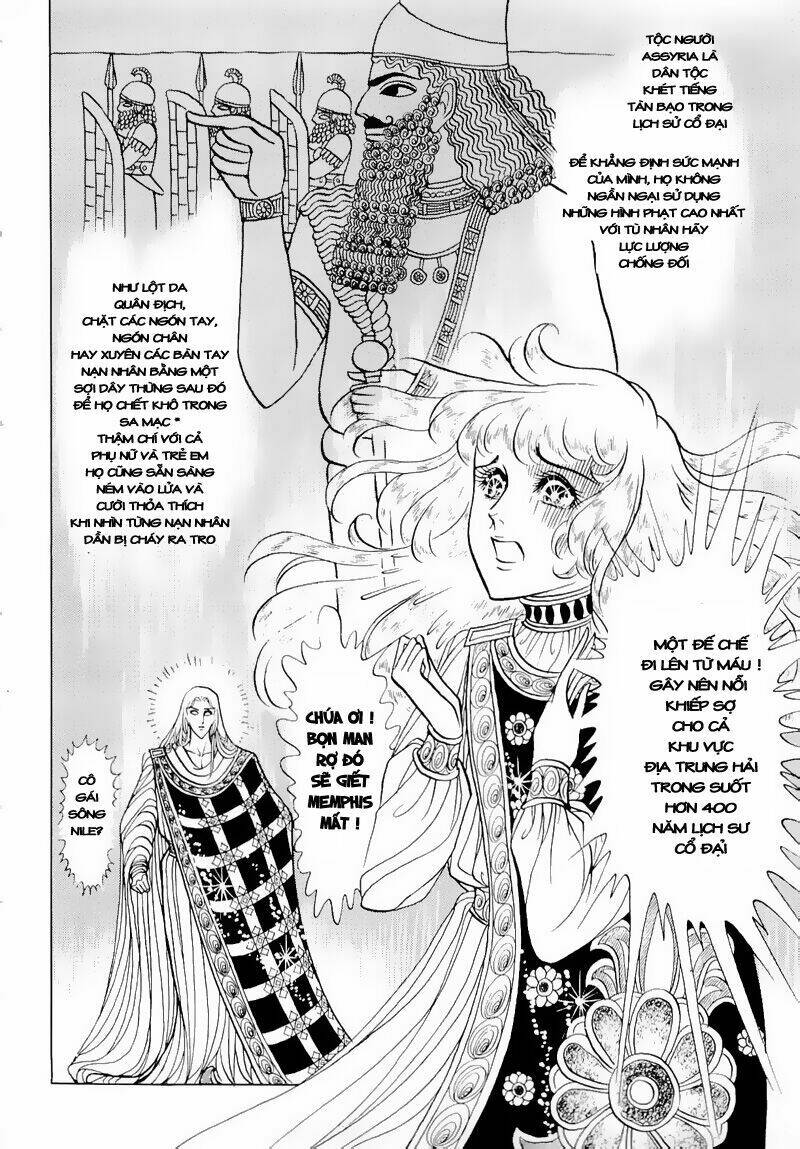 TỘC NGƯỜI
ASSYRIA LÀ
DÂN TỘC
KHÉT TIẾNG
TÀN BẠO TRONG
LỊCH SỬ CỔ ĐẠI
ĐỂ KHẲNG ĐỊNH SỨC MẠNH
CỦA MÌNH, HỌ KHÔNG
NGẦN NGẠI SỬ DỤNG
NHỮNG HÌNH PHẠT CAO NHẤT
VỚI TÙ NHÂN HÃY
LỰC LƯỢNG
CHỐNG ĐỐI
NHƯ LỘT DA
QUÂN ĐỊCH,
CHẶT CÁC NGÓN TAY,
NGÓN CHÂN
HAY XUYÊN CÁC BÀN TAY
NẠN NHÂN BẰNG MỘT
SỢI DÂY THỪNG SAU ĐÓ
ĐỂ HỌ CHẾT KHÔ TRONG
SA MẠC *
THẬM CHÍ VỚI CẢ
PHỤ NỮ VÀ TRẺ EM
HỌ CŨNG SẴN SÀNG
NÉM VÀO LỬA VÀ
CƯỜI THỎA THÍCH
KHI NHÌN TỪNG NẠN NHÂN
DẦN BỊ CHÁY RA TRO
MỘT ĐẾ CHẾ
ĐI LÊN TỪ MÁU !
GÂY NÊN NỖI
KHIẾP SỢ
CHO CẢ
KHU VỰC
ĐỊA TRUNG HẢI
TRONG SUỐT
HƠN 400
NĂM LỊCH SƯ
CỔ ĐẠI!
CHÚA ƠI !
BỌN MAN
RỢ ĐÓ
SẼ GIẾT
MEMPHIS
MẤT !
CÔ
GÁI
SÔNG
NILE?